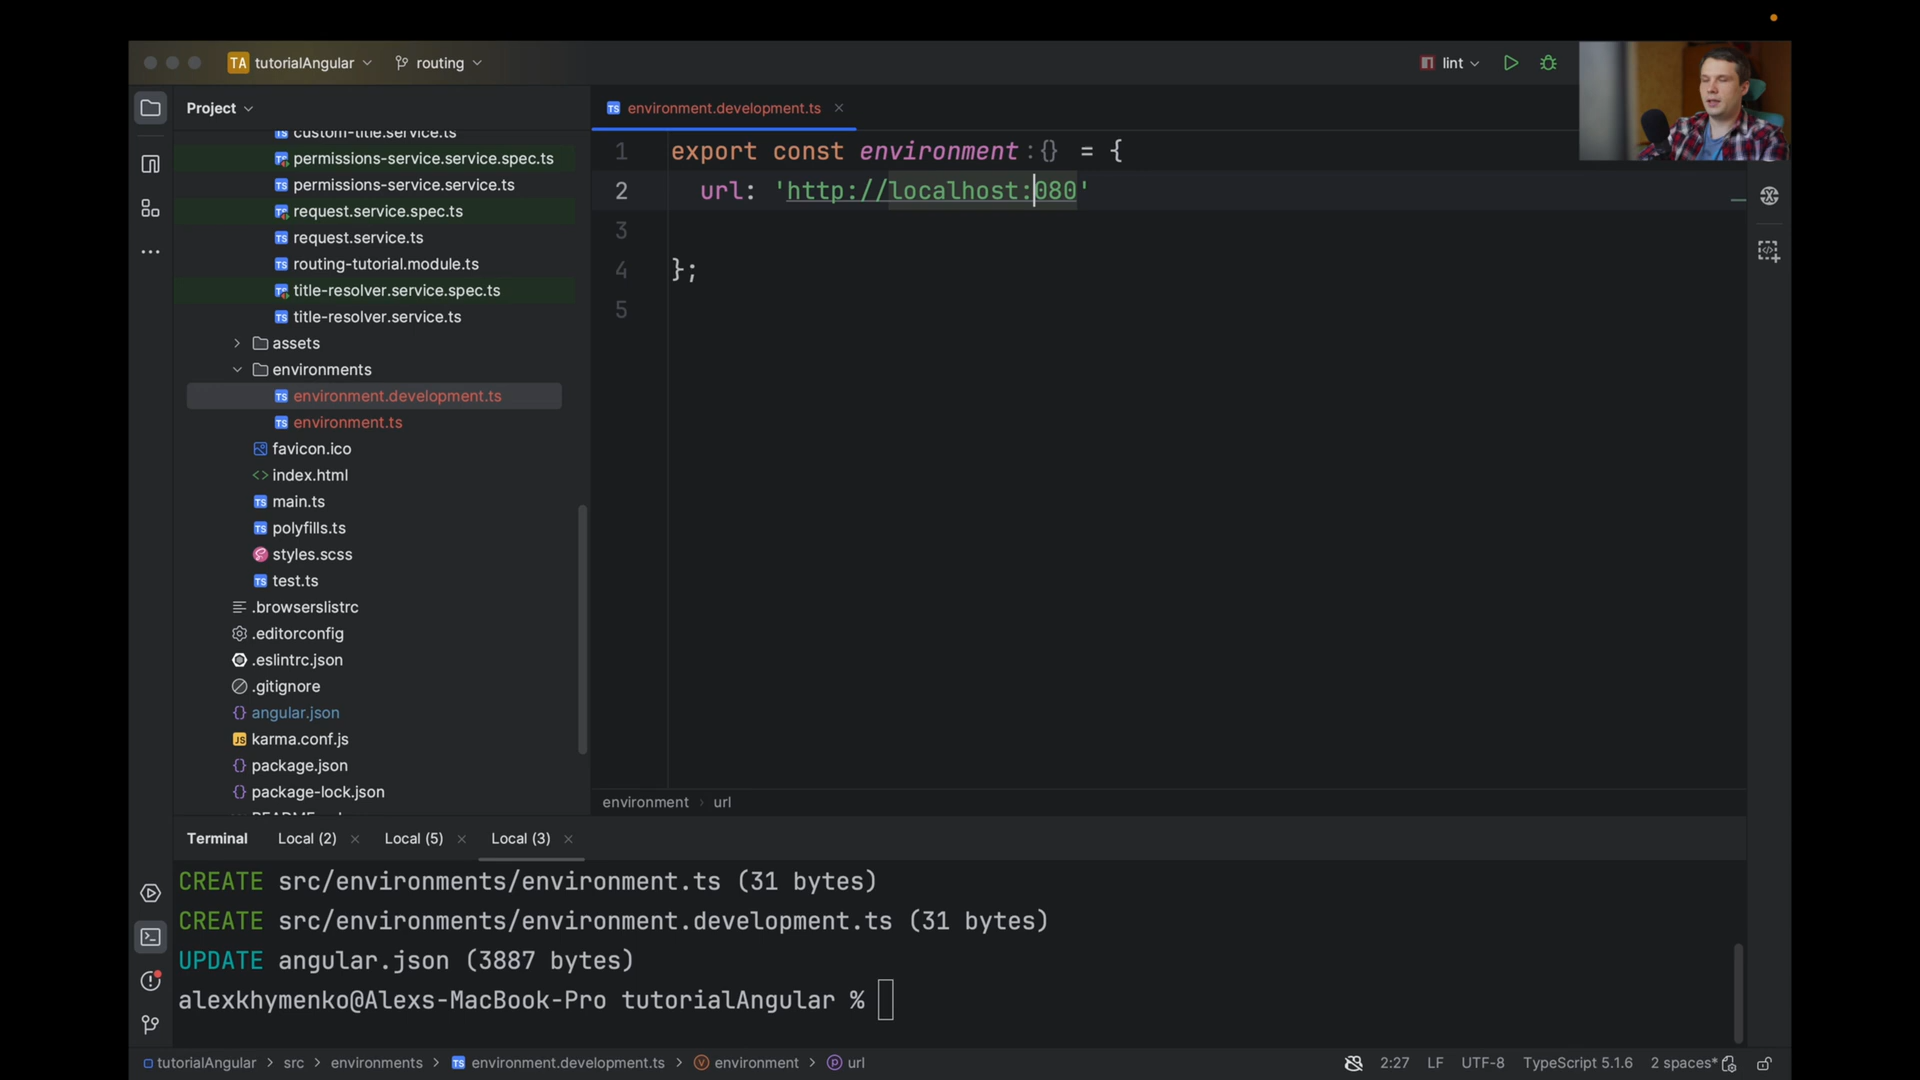 TA tutorialAngular routing lint
Project
environment.development.ts
custom-title.service.ts
permissions-service.service.spec.ts
permissions-service.service.ts
request.service.spec.ts
request.service.ts
routing-tutorial.module.ts
title-resolver.service.spec.ts
title-resolver.service.ts
assets
environments
environment.development.ts
environment.ts
favicon.ico
index.html
main.ts
polyfills.ts
styles.scss
test.ts
.browserslistrc
.editorconfig
.eslintrc.json
.gitignore
angular.json
karma.conf.js
package.json
package-lock.json
1 export const environment : {} = {
2 url: 'http://localhost:080'
3
4 };
5
environment › url
Terminal Local (2) Local (5) Local (3)
CREATE src/environments/environment.ts (31 bytes)
CREATE src/environments/environment.development.ts (31 bytes)
UPDATE angular.json (3887 bytes)
alexkhymenko@Alexs-MacBook-Pro tutorialAngular %
tutorialAngular > src > environments > environment.development.ts > environment > url 2:27 LF UTF-8 TypeScript 5.1.6 2 spaces*